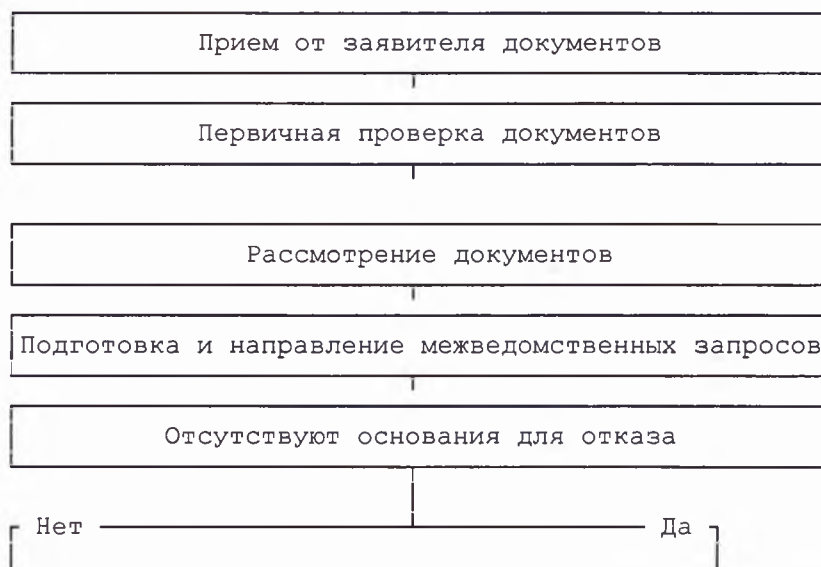 Прием от заявителя документов
Первичная проверка документов
Рассмотрение документов
Подготовка и направление межведомственных запросов
Отсутствуют основания для отказа
Нет Да